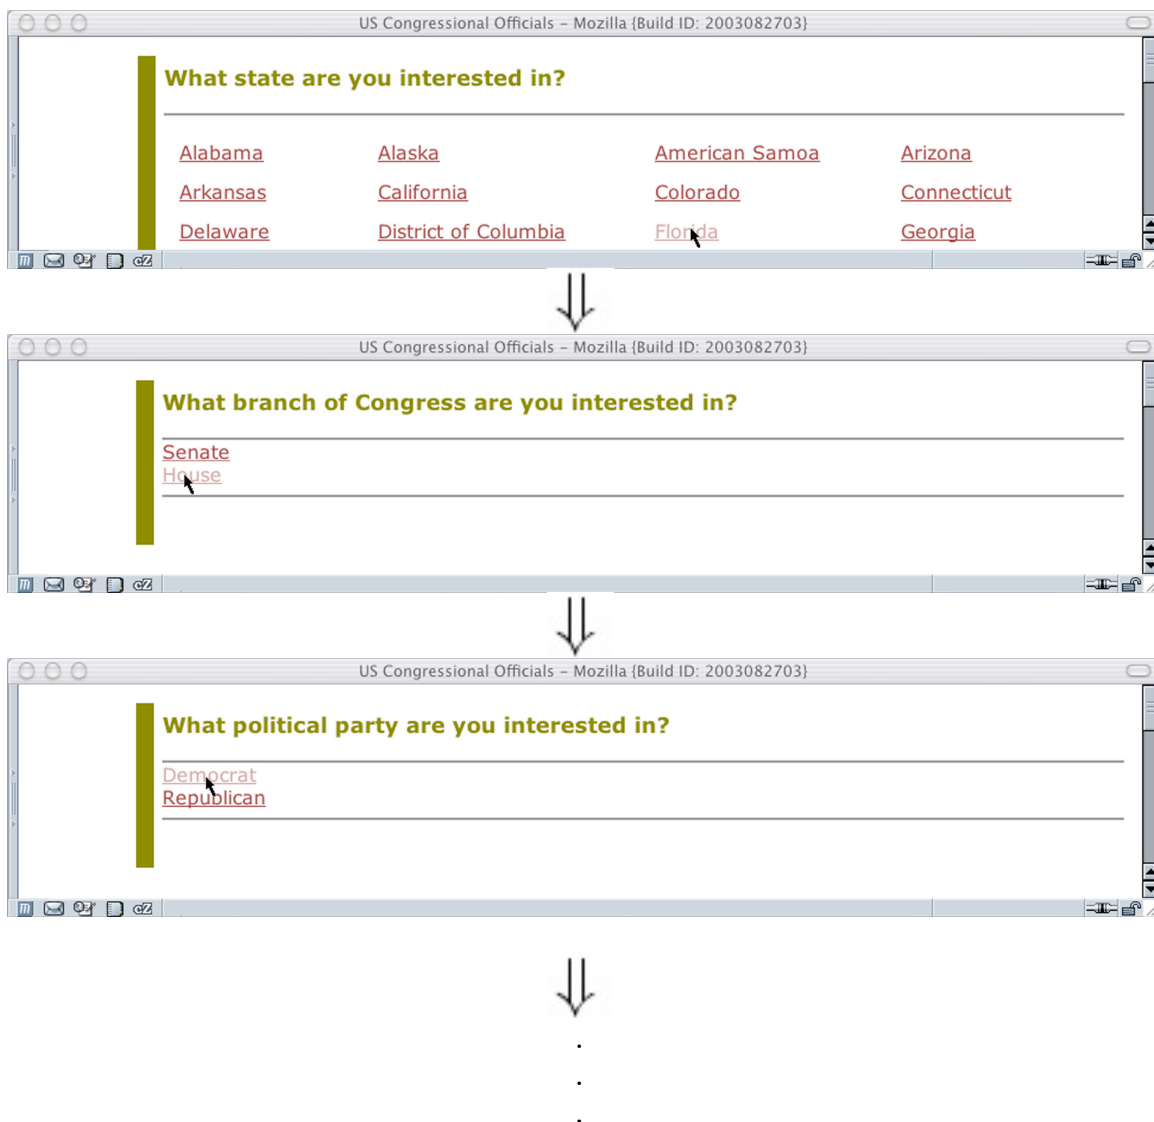 US Congressional Officials – Mozilla {Build ID: 2003082703}
What state are you interested in?
Alabama Alaska American Samoa Arizona
Arkansas California Colorado Connecticut
Delaware District of Columbia Florida Georgia
US Congressional Officials – Mozilla {Build ID: 2003082703}
What branch of Congress are you interested in?
Senate
House
US Congressional Officials – Mozilla {Build ID: 2003082703}
What political party are you interested in?
Democrat
Republican